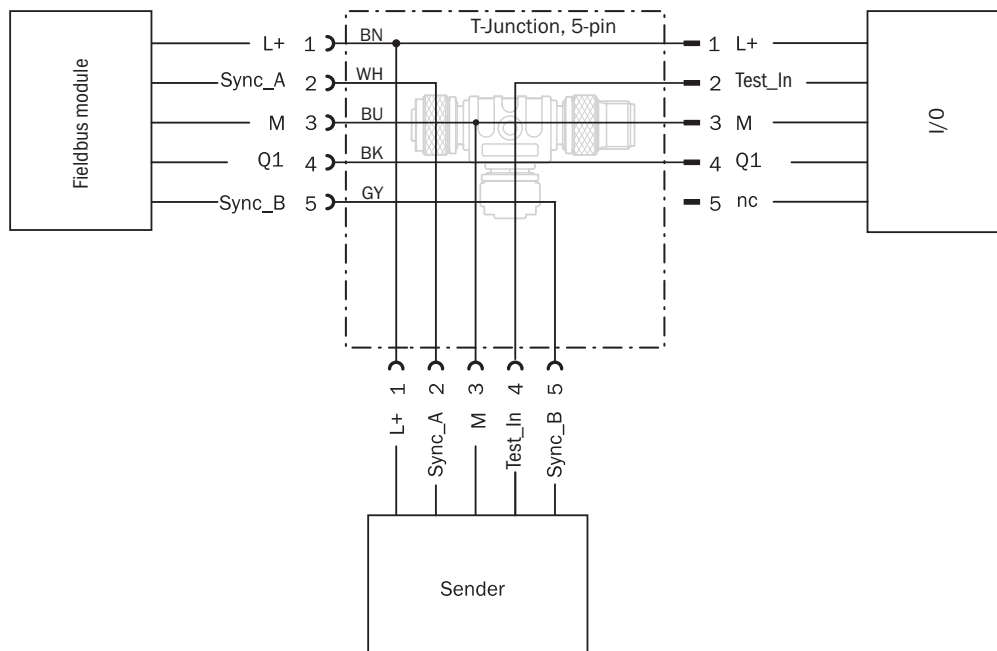 T-Junction, 5-pin
L+ 1 BN 1 L+
Sync_A 2 WH 2 Test_In
M 3 BU 3 M
Q1 4 BK 4 Q1
Sync_B 5 GY 5 nc
Fieldbus module
I/O
1 2 3 4 5
L+ Sync_A M Test_In Sync_B
Sender